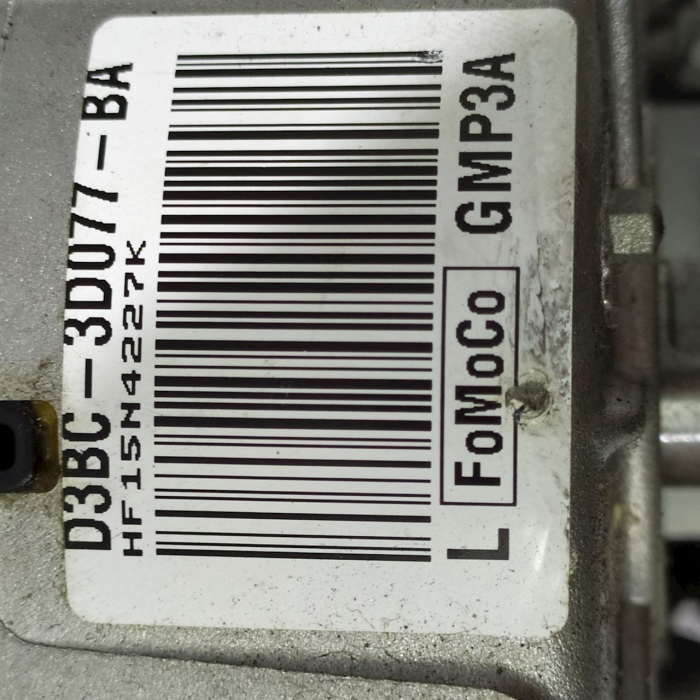 D3BC-3D077-BA
HF15N4227K
L FoMoCo GMP3A